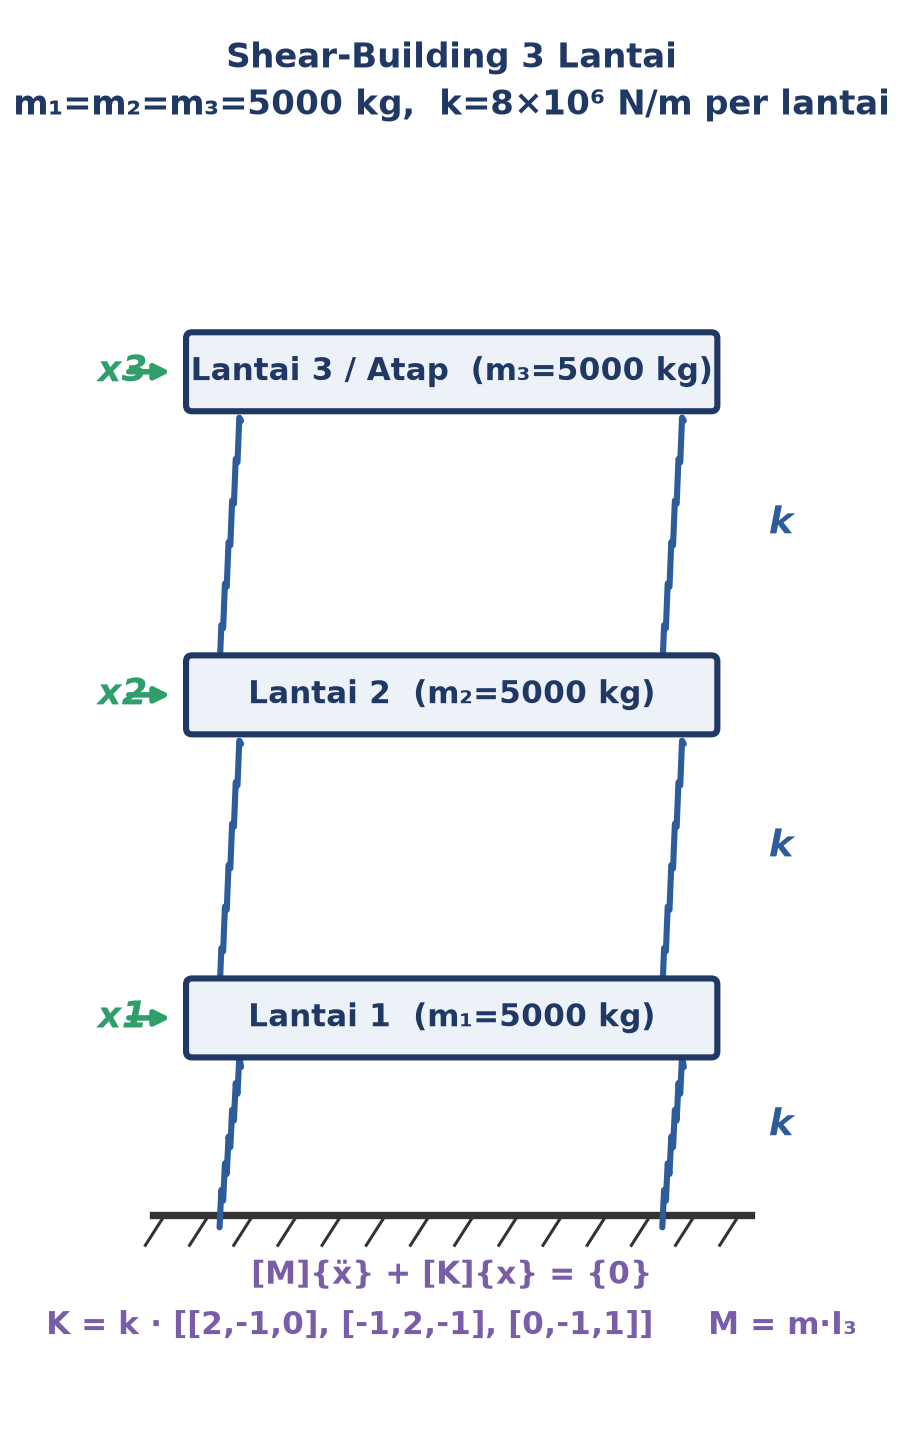 Shear-Building 3 Lantai
m₁=m₂=m₃=5000 kg,  k=8×10⁶ N/m per lantai
x3
Lantai 3 / Atap  (m₃=5000 kg)
k
x2
Lantai 2  (m₂=5000 kg)
k
x1
Lantai 1  (m₁=5000 kg)
k
[M]{ẍ} + [K]{x} = {0}
K = k · [[2,-1,0], [-1,2,-1], [0,-1,1]]     M = m·I₃